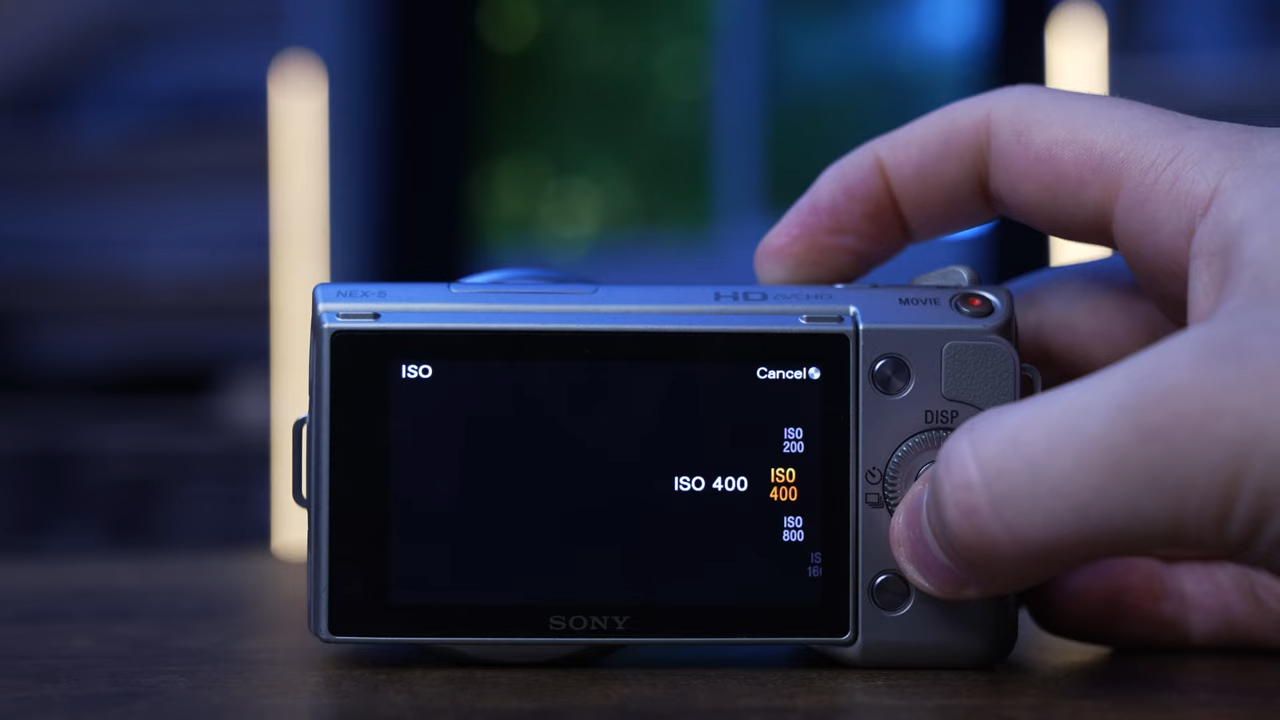 NEX-5
HD AVCHD
MOVIE
ISO
Cancel
DISP
ISO
200
ISO 400
ISO
400
ISO
800
SONY